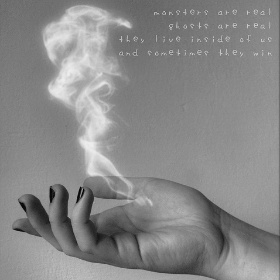 monsters are real
ghosts are real
they live inside of us
and sometimes they win